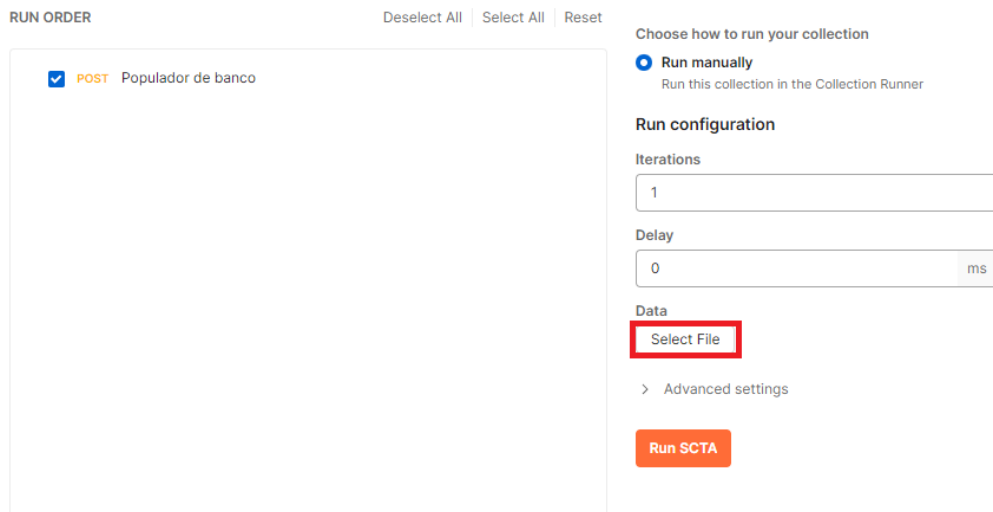 RUN ORDER
Deselect All
Select All
Reset
POST Populador de banco
Choose how to run your collection
Run manually
Run this collection in the Collection Runner
Run configuration
Iterations
1
Delay
0 ms
Data
Select File
Advanced settings
Run SCTA